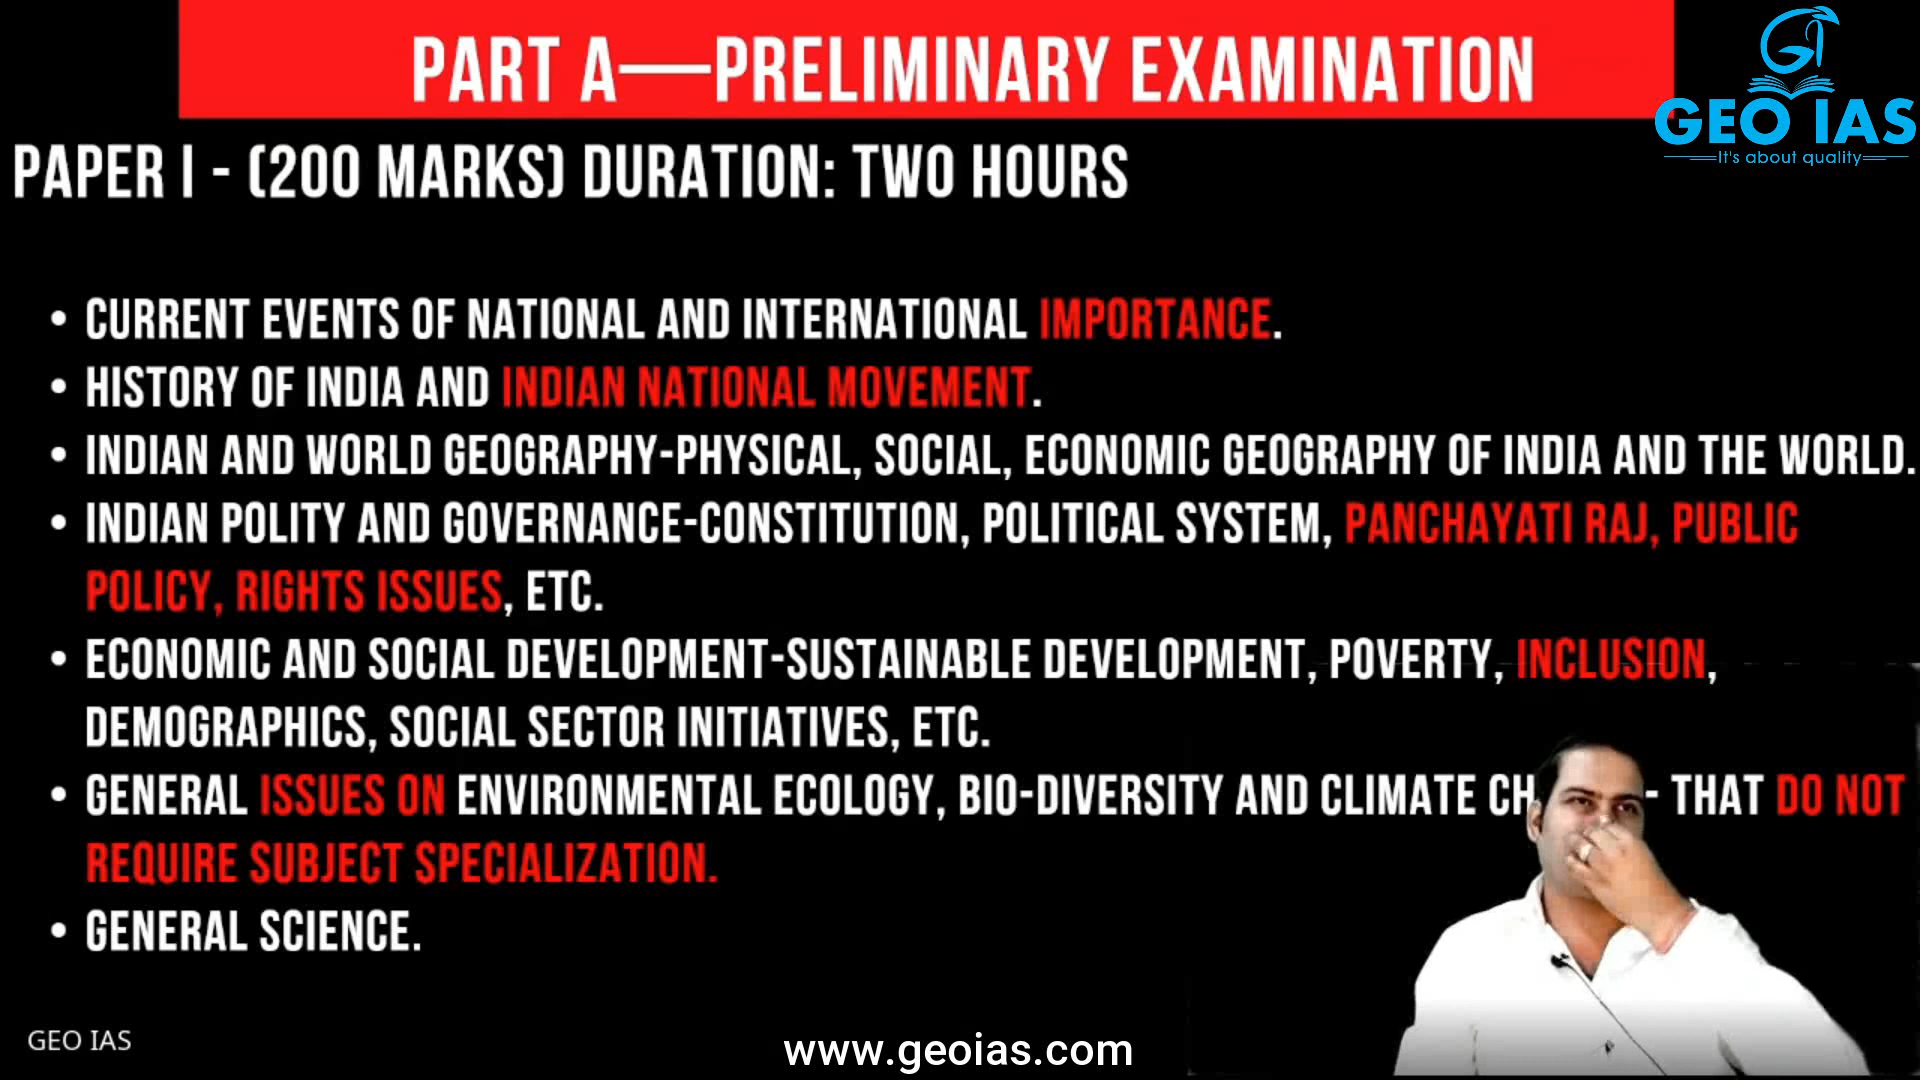 PART A—PRELIMINARY EXAMINATION
GEO IAS
It's about quality
PAPER I - (200 MARKS) DURATION: TWO HOURS
• CURRENT EVENTS OF NATIONAL AND INTERNATIONAL IMPORTANCE.
• HISTORY OF INDIA AND INDIAN NATIONAL MOVEMENT.
• INDIAN AND WORLD GEOGRAPHY-PHYSICAL, SOCIAL, ECONOMIC GEOGRAPHY OF INDIA AND THE WORLD.
• INDIAN POLITY AND GOVERNANCE-CONSTITUTION, POLITICAL SYSTEM, PANCHAYATI RAJ, PUBLIC
POLICY, RIGHTS ISSUES, ETC.
• ECONOMIC AND SOCIAL DEVELOPMENT-SUSTAINABLE DEVELOPMENT, POVERTY, INCLUSION,
DEMOGRAPHICS, SOCIAL SECTOR INITIATIVES, ETC.
• GENERAL ISSUES ON ENVIRONMENTAL ECOLOGY, BIO-DIVERSITY AND CLIMATE - THAT DO NOT
REQUIRE SUBJECT SPECIALIZATION.
• GENERAL SCIENCE.
GEO IAS
www.geoias.com